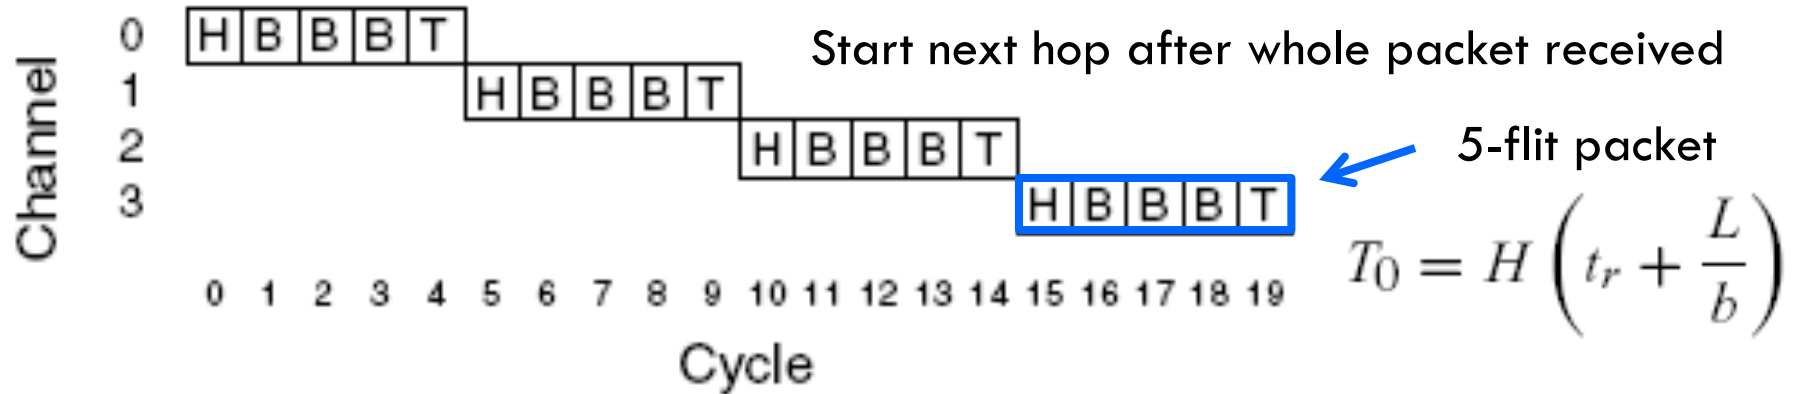 0 H B B B T Start next hop after whole packet received
1 H B B B T
2 H B B B T 5-flit packet
3 H B B B T
Channel
T₀ = H (tᵣ + L/b)
0 1 2 3 4 5 6 7 8 9 10 11 12 13 14 15 16 17 18 19
Cycle